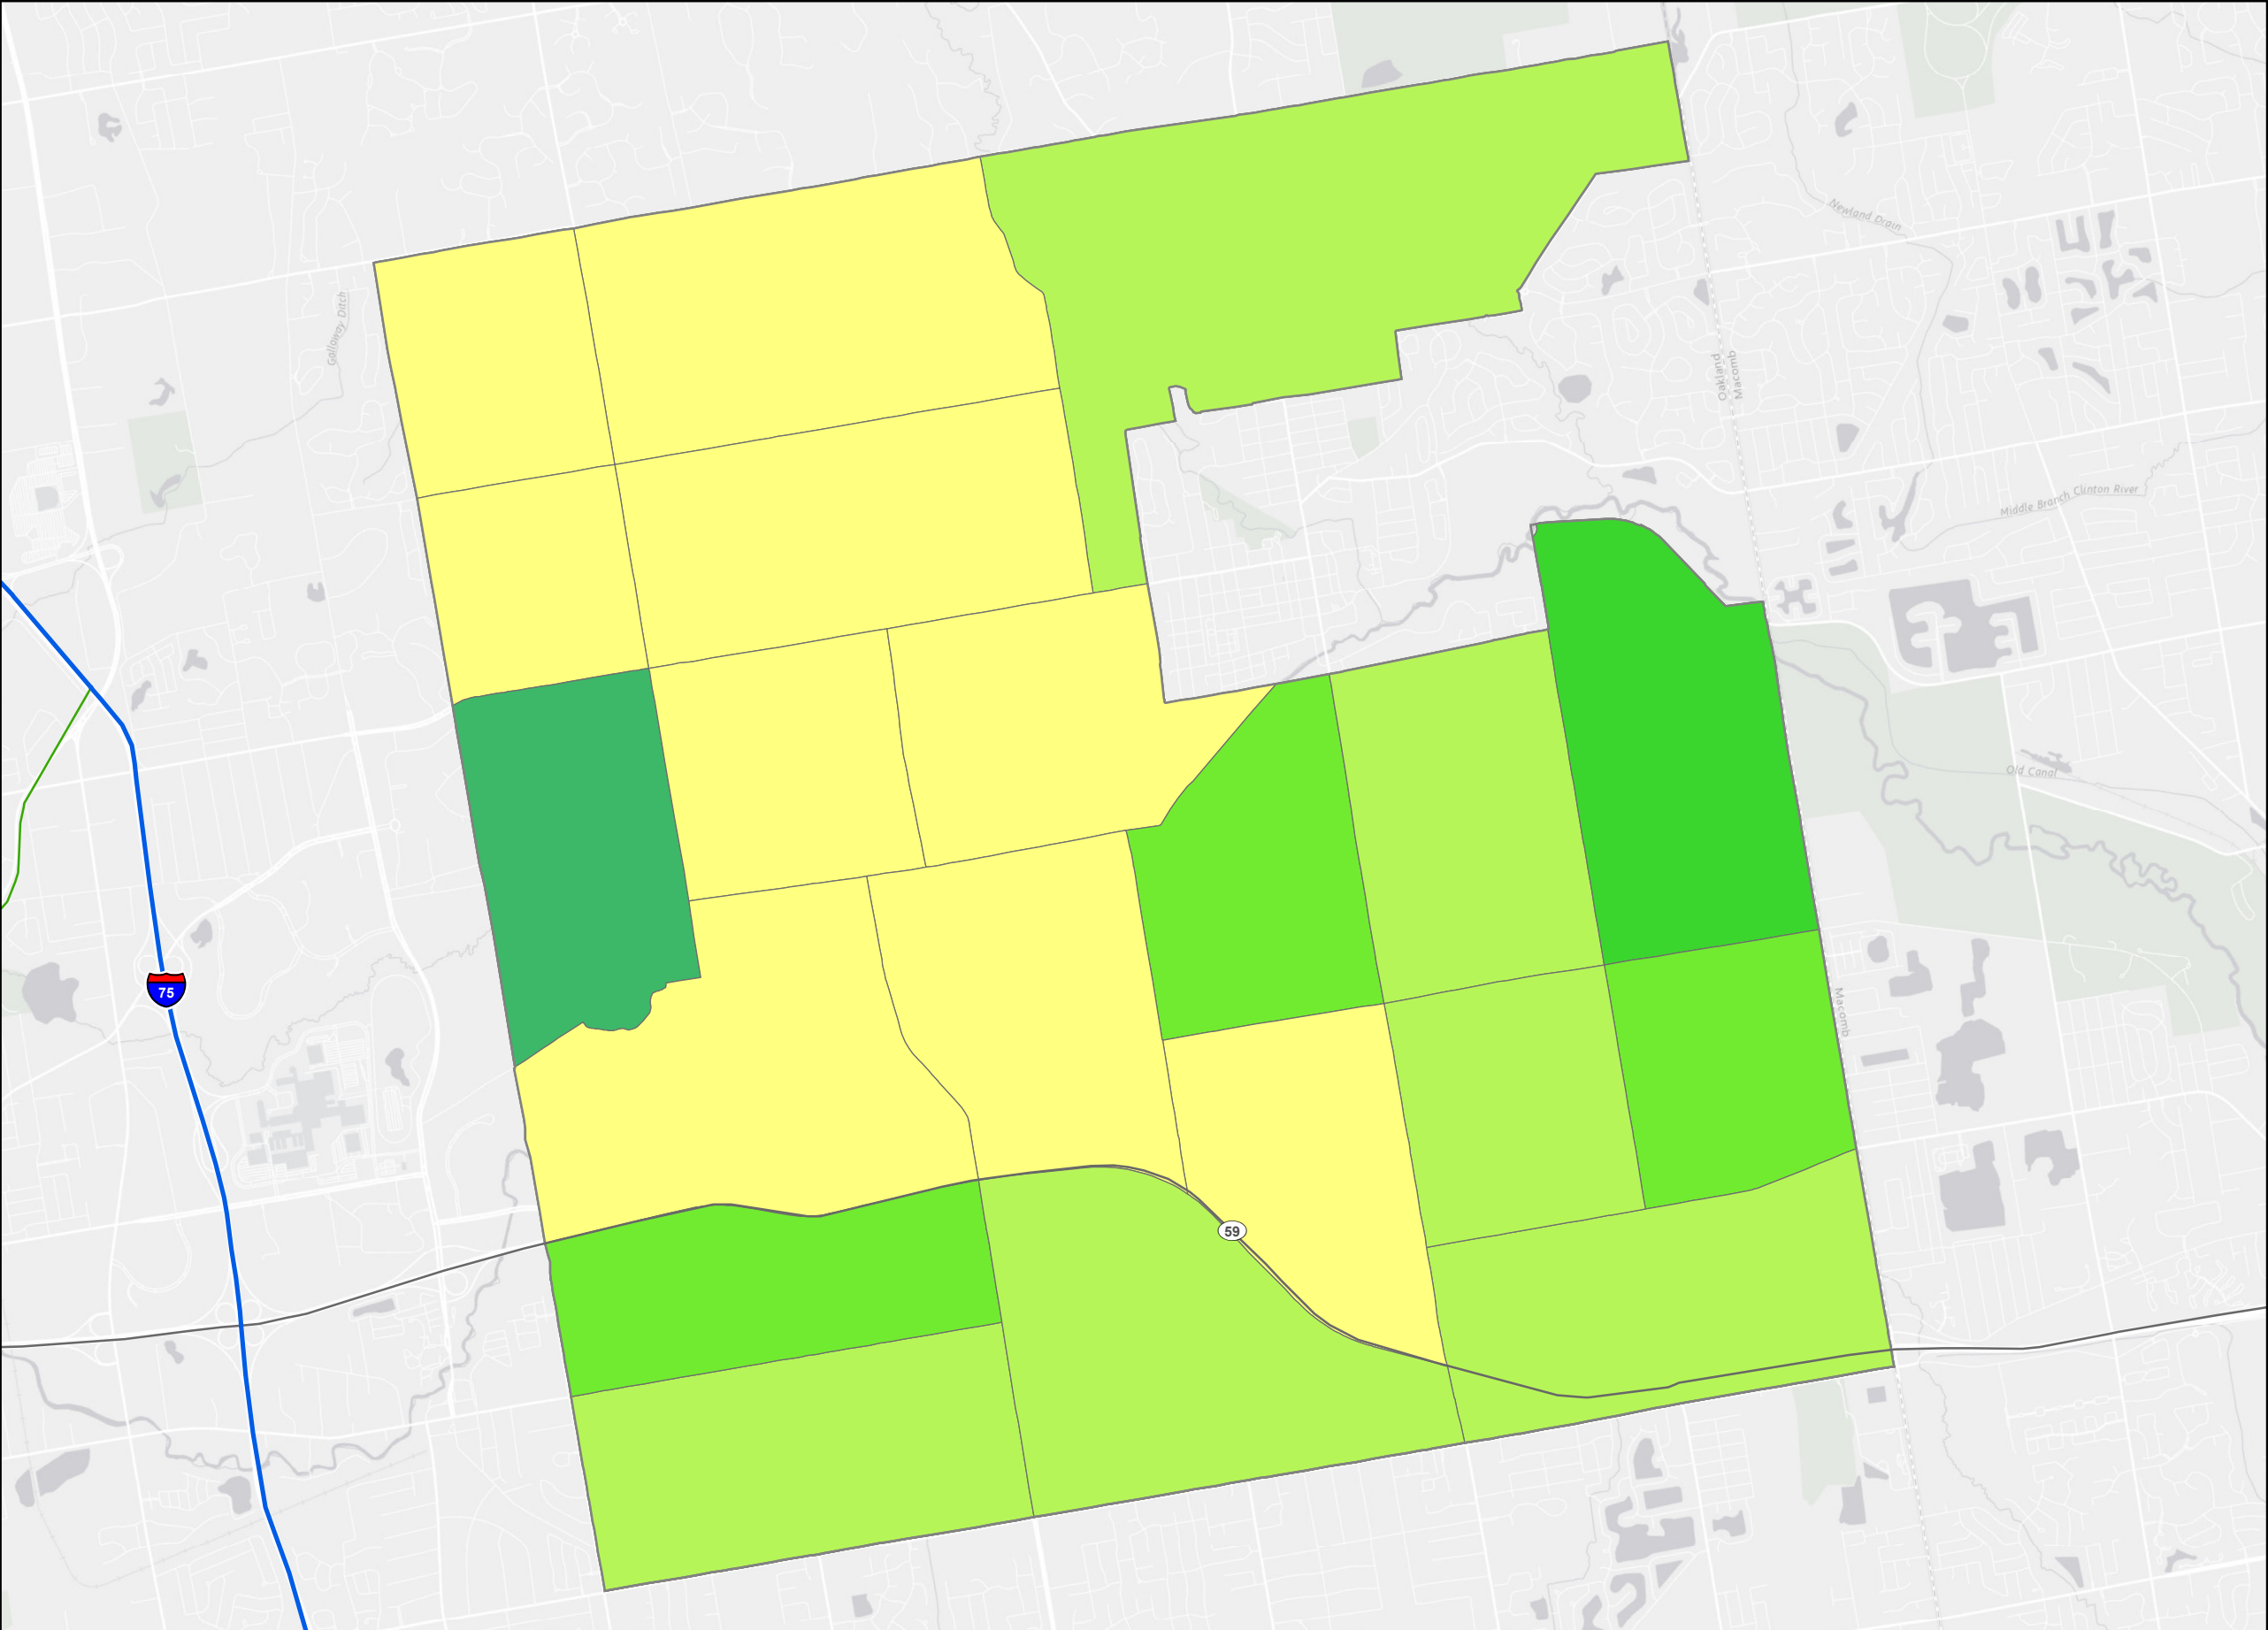 Newland Drain
Galloway Ditch
Oakland
Macomb
Middle Branch Clinton River
Old Canal
75
Macomb
59